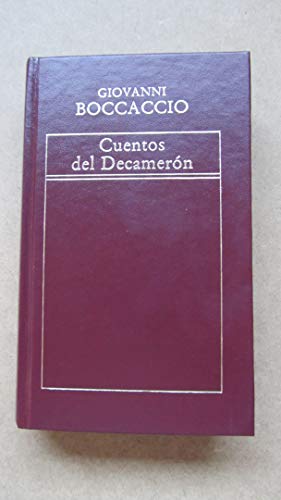 GIOVANNI
BOCCACCIO
Cuentos
del Decamerón